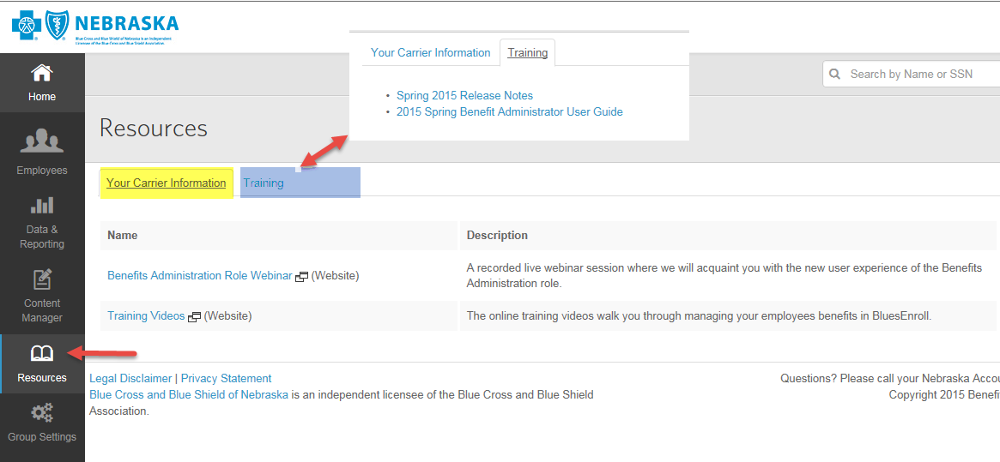 NEBRASKA
Blue Cross and Blue Shield of Nebraska is an Independent
Licensee of the Blue Cross and Blue Shield Association.
Your Carrier Information Training
• Spring 2015 Release Notes
• 2015 Spring Benefit Administrator User Guide
Search by Name or SSN
Home
Employees
Data &
Reporting
Content
Manager
Resources
Group Settings
Resources
Your Carrier Information Training
Name Description
Benefits Administration Role Webinar (Website) A recorded live webinar session where we will acquaint you with the new user experience of the Benefits
Administration role.
Training Videos (Website) The online training videos walk you through managing your employees benefits in BluesEnroll.
Legal Disclaimer | Privacy Statement Questions? Please call your Nebraska Accou
Blue Cross and Blue Shield of Nebraska is an independent licensee of the Blue Cross and Blue Shield Copyright 2015 Benefi
Association.